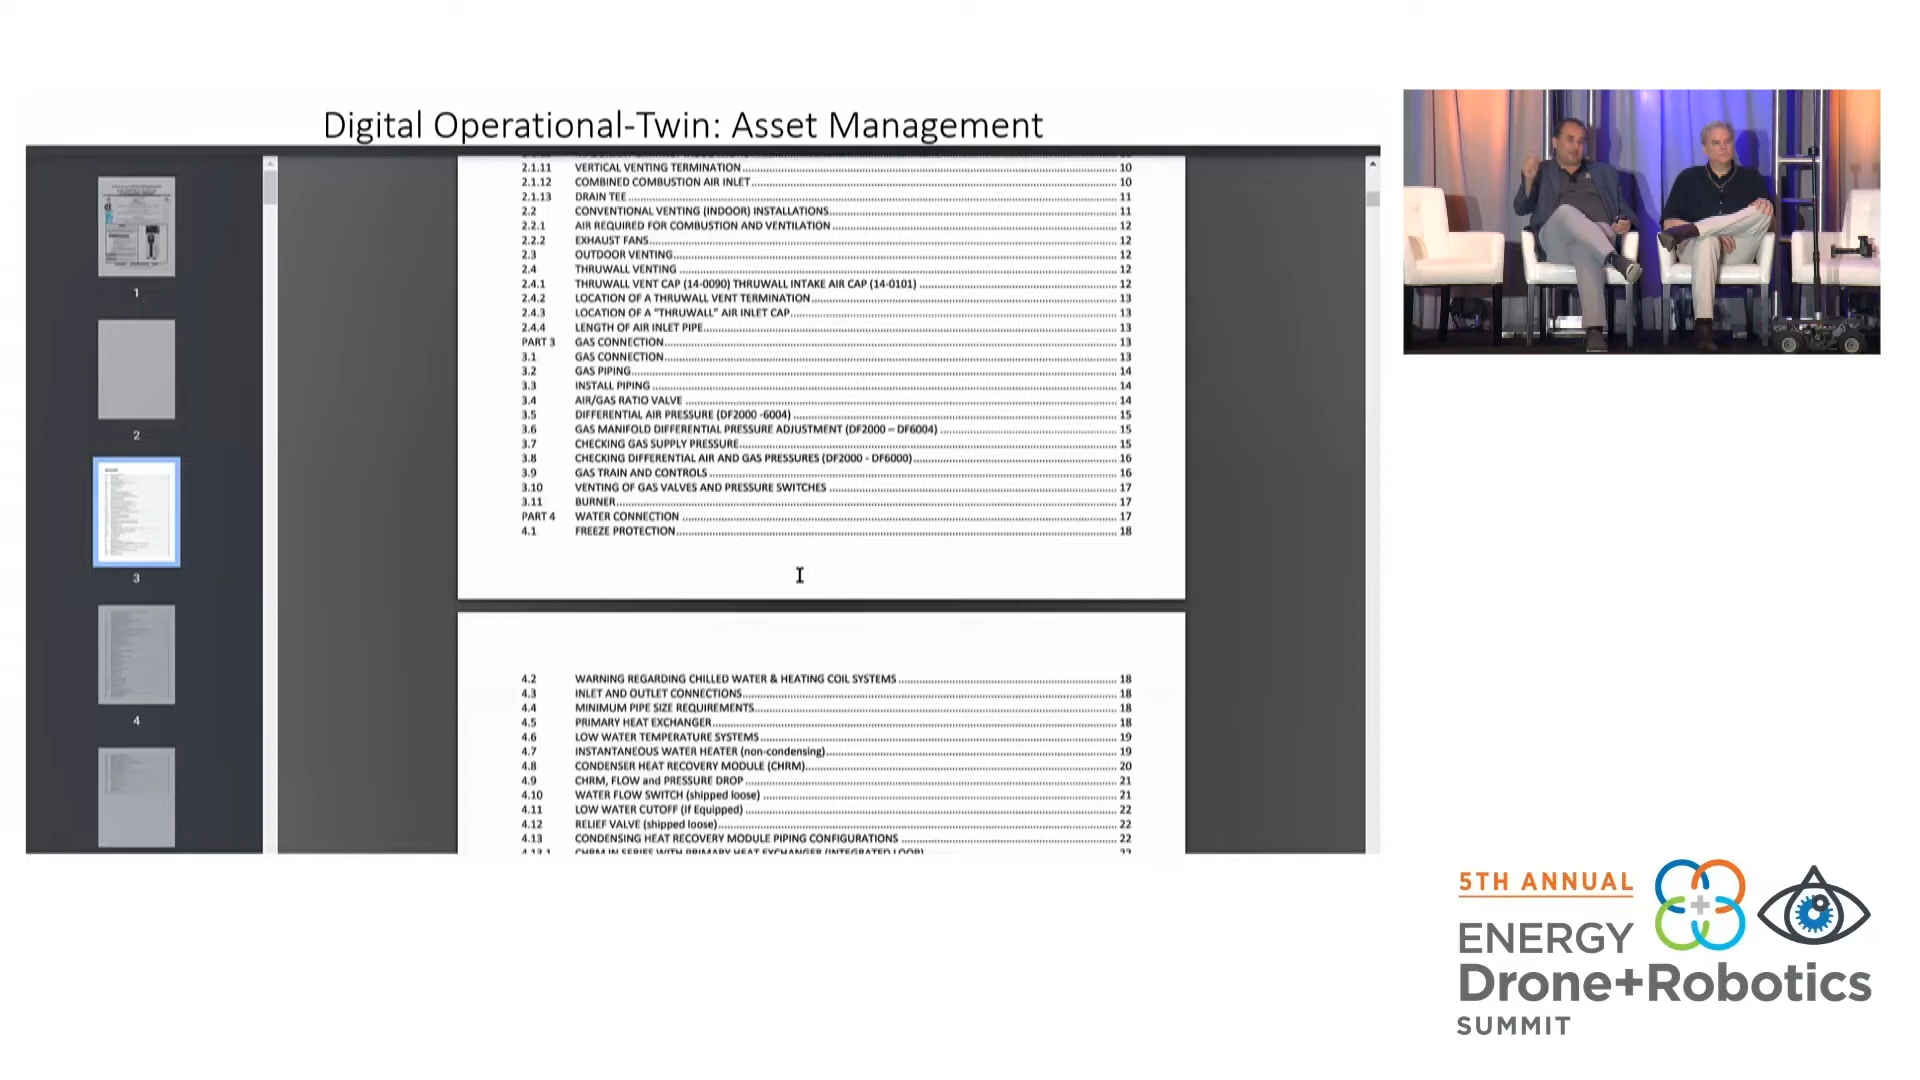 Digital Operational-Twin: Asset Management
1
2
3
4
2.1.11 VERTICAL VENTING TERMINATION 10
2.1.12 COMBINED COMBUSTION AIR INLET 10
2.1.13 DRAIN TEE 11
2.2 CONVENTIONAL VENTING (INDOOR) INSTALLATIONS 11
2.2.1 AIR REQUIRED FOR COMBUSTION AND VENTILATION 12
2.2.2 EXHAUST FANS 12
2.3 OUTDOOR VENTING 12
2.4 THRUWALL VENTING 12
2.4.1 THRUWALL VENT CAP (14-0090) THRUWALL INTAKE AIR CAP (14-0101) 12
2.4.2 LOCATION OF A THRUWALL VENT TERMINATION 13
2.4.3 LOCATION OF A "THRUWALL" AIR INLET CAP 13
2.4.4 LENGTH OF AIR INLET PIPE 13
PART 3 GAS CONNECTION 13
3.1 GAS CONNECTION 13
3.2 GAS PIPING 14
3.3 INSTALL PIPING 14
3.4 AIR/GAS RATIO VALVE 14
3.5 DIFFERENTIAL AIR PRESSURE (DF2000 -6004) 15
3.6 GAS MANIFOLD DIFFERENTIAL PRESSURE ADJUSTMENT (DF2000 – DF6004) 15
3.7 CHECKING GAS SUPPLY PRESSURE 15
3.8 CHECKING DIFFERENTIAL AIR AND GAS PRESSURES (DF2000 - DF6000) 16
3.9 GAS TRAIN AND CONTROLS 16
3.10 VENTING OF GAS VALVES AND PRESSURE SWITCHES 17
3.11 BURNER 17
PART 4 WATER CONNECTION 17
4.1 FREEZE PROTECTION 18
4.2 WARNING REGARDING CHILLED WATER & HEATING COIL SYSTEMS 18
4.3 INLET AND OUTLET CONNECTIONS 18
4.4 MINIMUM PIPE SIZE REQUIREMENTS 18
4.5 PRIMARY HEAT EXCHANGER 18
4.6 LOW WATER TEMPERATURE SYSTEMS 19
4.7 INSTANTANEOUS WATER HEATER (non-condensing) 19
4.8 CONDENSER HEAT RECOVERY MODULE (CHRM) 20
4.9 CHRM, FLOW and PRESSURE DROP 21
4.10 WATER FLOW SWITCH (shipped loose) 21
4.11 LOW WATER CUTOFF (If Equipped) 22
4.12 RELIEF VALVE (shipped loose) 22
4.13 CONDENSING HEAT RECOVERY MODULE PIPING CONFIGURATIONS 22
4.13.1 CHRM IN SERIES WITH PRIMARY HEAT EXCHANGER (INTEGRATED LOOP) 22
5TH ANNUAL
ENERGY
Drone+Robotics
SUMMIT